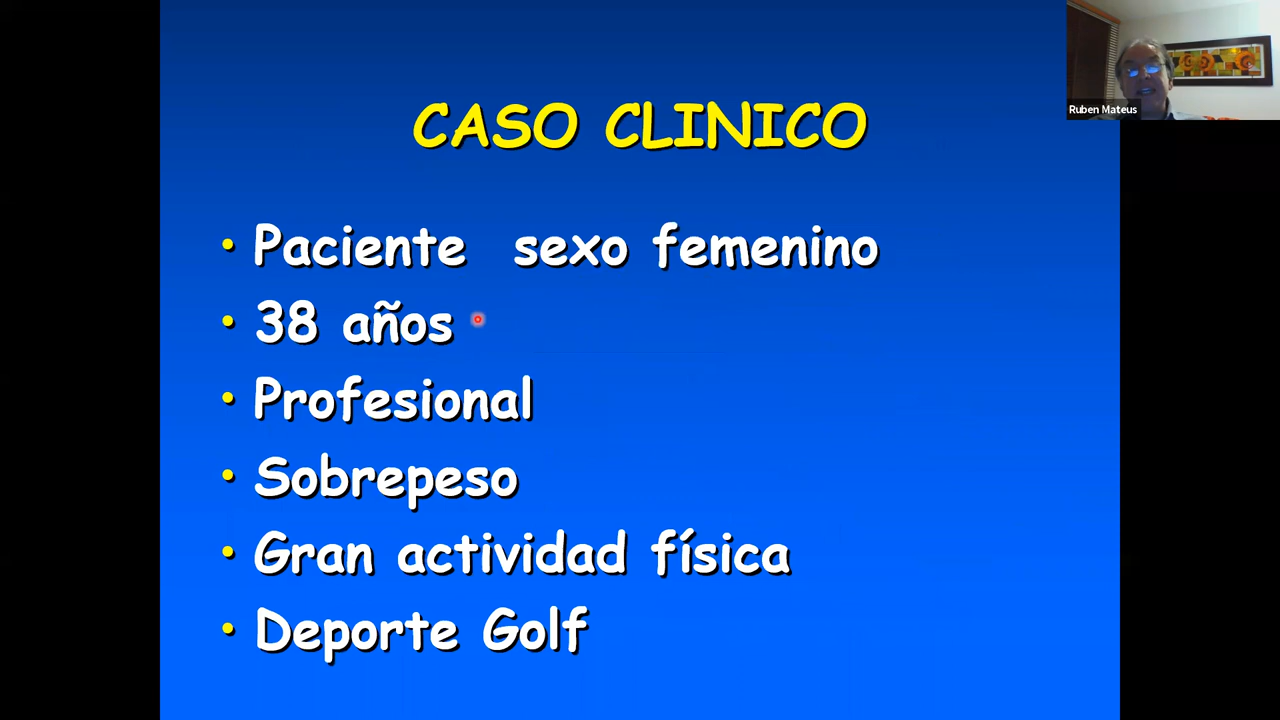 Ruben Mateus
CASO CLINICO
• Paciente sexo femenino
• 38 años
• Profesional
• Sobrepeso
• Gran actividad física
• Deporte Golf